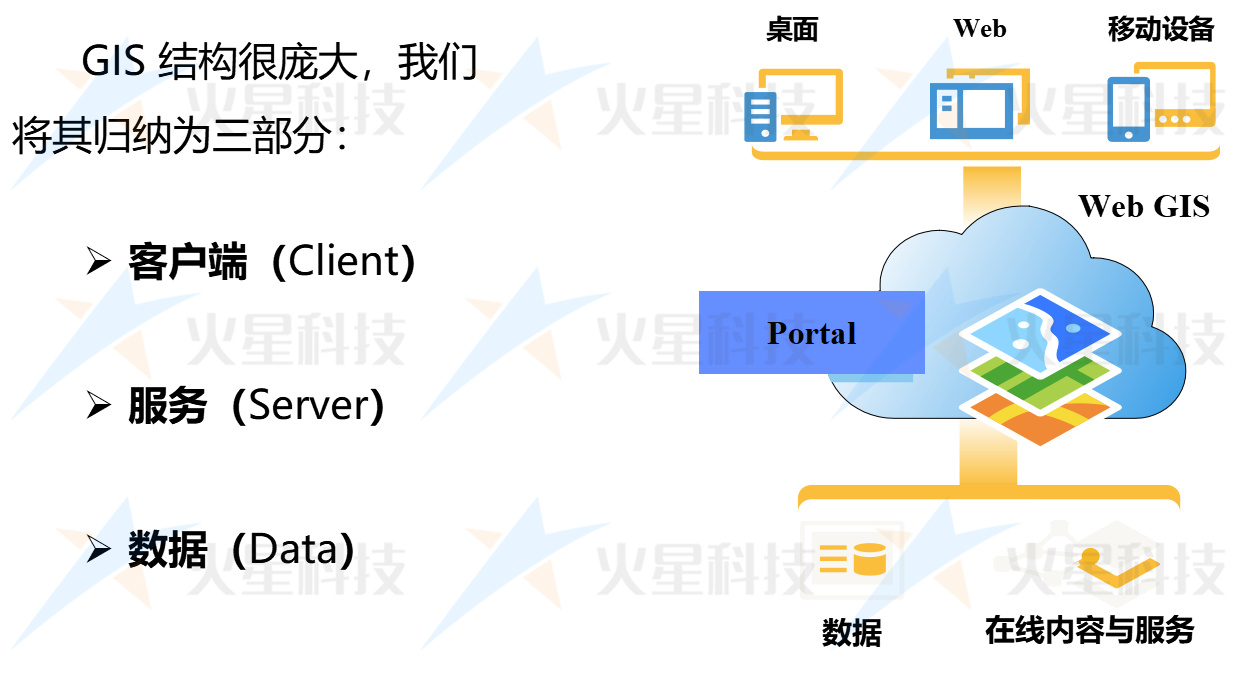 GIS 结构很庞大，我们
将其归纳为三部分：
➢ 客户端（Client）
➢ 服务（Server）
➢ 数据（Data）
桌面
Web
移动设备
Web GIS
Portal
数据
在线内容与服务
火星科技
火星科技
火星科技
火星科技
火星科技
火星科技
火星科技
火星科技
火星科技